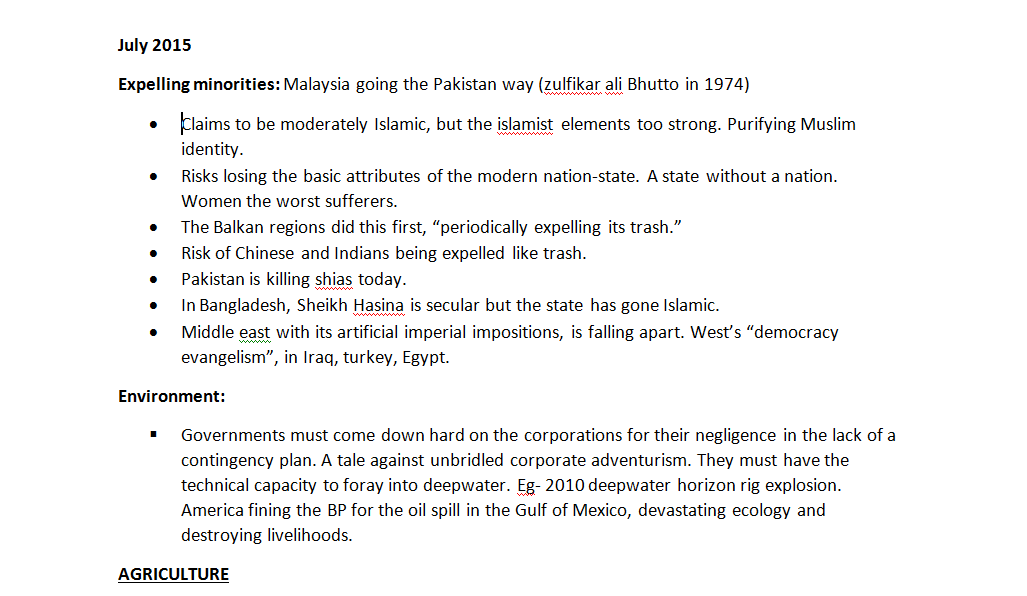 July 2015
Expelling minorities: Malaysia going the Pakistan way (zulfikar ali Bhutto in 1974)
• Claims to be moderately Islamic, but the islamist elements too strong. Purifying Muslim
identity.
• Risks losing the basic attributes of the modern nation-state. A state without a nation.
Women the worst sufferers.
• The Balkan regions did this first, “periodically expelling its trash.”
• Risk of Chinese and Indians being expelled like trash.
• Pakistan is killing shias today.
• In Bangladesh, Sheikh Hasina is secular but the state has gone Islamic.
• Middle east with its artificial imperial impositions, is falling apart. West’s “democracy
evangelism”, in Iraq, turkey, Egypt.
Environment:
▪ Governments must come down hard on the corporations for their negligence in the lack of a
contingency plan. A tale against unbridled corporate adventurism. They must have the
technical capacity to foray into deepwater. Eg- 2010 deepwater horizon rig explosion.
America fining the BP for the oil spill in the Gulf of Mexico, devastating ecology and
destroying livelihoods.
AGRICULTURE